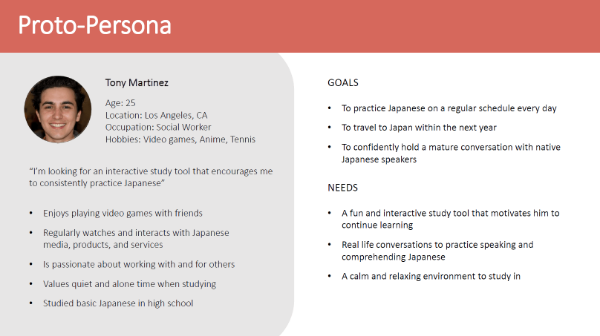 Proto-Persona
Tony Martinez
Age: 25
Location: Los Angeles, CA
Occupation: Social Worker
Hobbies: Video games, Anime, Tennis
“I’m looking for an interactive study tool that encourages me
to consistently practice Japanese”
• Enjoys playing video games with friends
• Regularly watches and interacts with Japanese
media, products, and services
• Is passionate about working with and for others
• Values quiet and alone time when studying
• Studied basic Japanese in high school
GOALS
• To practice Japanese on a regular schedule every day
• To travel to Japan within the next year
• To confidently hold a mature conversation with native
Japanese speakers
NEEDS
• A fun and interactive study tool that motivates him to
continue learning
• Real life conversations to practice speaking and
comprehending Japanese
• A calm and relaxing environment to study in